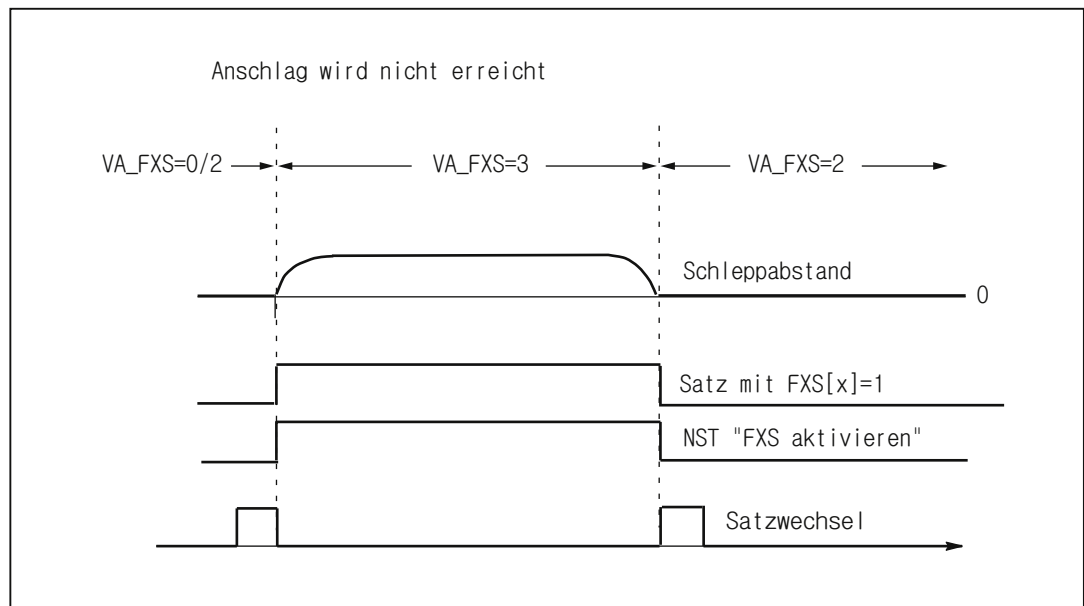 Anschlag wird nicht erreicht
VA_FXS=0/2
VA_FXS=3
VA_FXS=2
Schleppabstand
0
Satz mit FXS[x]=1
NST "FXS aktivieren"
Satzwechsel